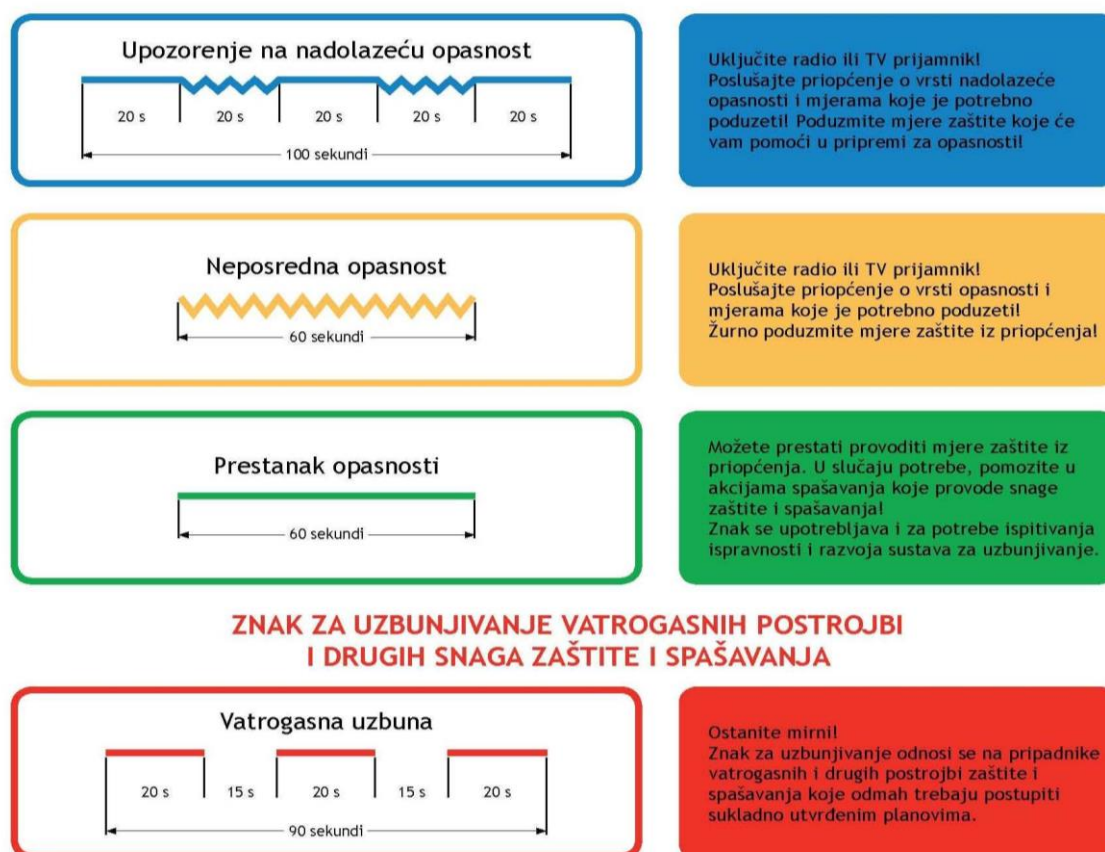 Upozorenje na nadolazeću opasnost
20 s 20 s 20 s 20 s 20 s
100 sekundi
Uključite radio ili TV prijamnik!
Poslušajte priopćenje o vrsti nadolazeće
opasnosti i mjerama koje je potrebno
poduzeti! Poduzmite mjere zaštite koje će
vam pomoći u pripremi za opasnosti!
Neposredna opasnost
60 sekundi
Uključite radio ili TV prijamnik!
Poslušajte priopćenje o vrsti opasnosti i
mjerama koje je potrebno poduzeti!
Žurno poduzmite mjere zaštite iz priopćenja!
Prestanak opasnosti
60 sekundi
Možete prestati provoditi mjere zaštite iz
priopćenja. U slučaju potrebe, pomozite u
akcijama spašavanja koje provode snage
zaštite i spašavanja!
Znak se upotrebljava i za potrebe ispitivanja
ispravnosti i razvoja sustava za uzbunjivanje.
ZNAK ZA UZBUNJIVANJE VATROGASNIH POSTROJBI
I DRUGIH SNAGA ZAŠTITE I SPAŠAVANJA
Vatrogasna uzbuna
20 s 15 s 20 s 15 s 20 s
90 sekundi
Ostanite mirni!
Znak za uzbunjivanje odnosi se na pripadnike
vatrogasnih i drugih postrojbi zaštite i
spašavanja koje odmah trebaju postupiti
sukladno utvrđenim planovima.